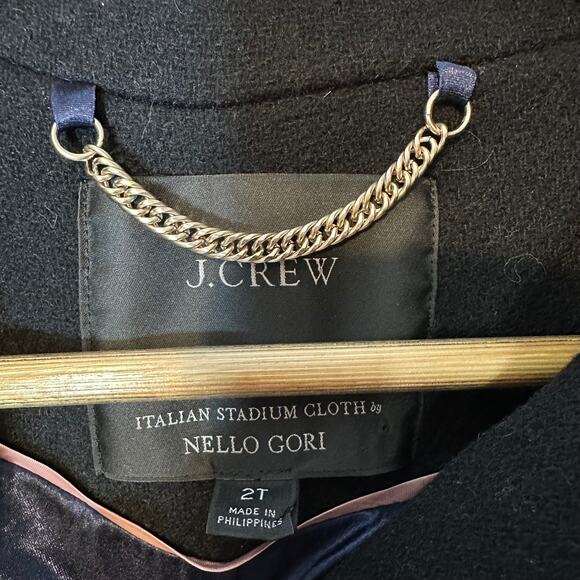 J.CREW
ITALIAN STADIUM CLOTH by
NELLO GORI
2T
MADE IN
PHILIPPINES